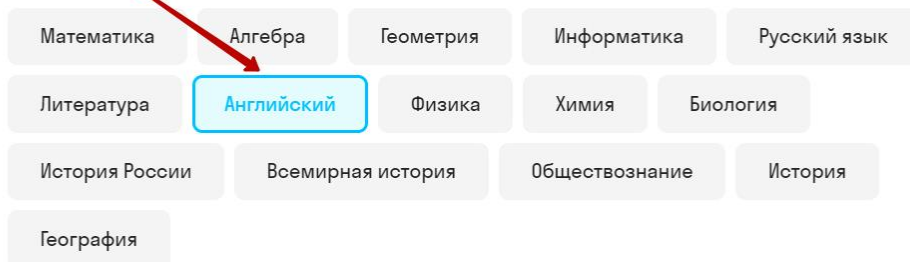 Математика Алгебра Геометрия Информатика Русский язык
Литература Английский Физика Химия Биология
История России Всемирная история Обществознание История
География